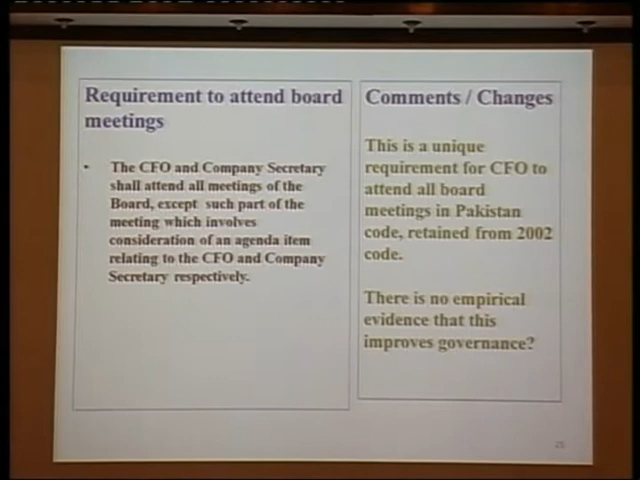 Requirement to attend board
meetings
• The CFO and Company Secretary
shall attend all meetings of the
Board, except such part of the
meeting which involves
consideration of an agenda item
relating to the CFO and Company
Secretary respectively.
Comments / Changes
This is a unique
requirement for CFO to
attend all board
meetings in Pakistan
code, retained from 2002
code.
There is no empirical
evidence that this
improves governance?
25